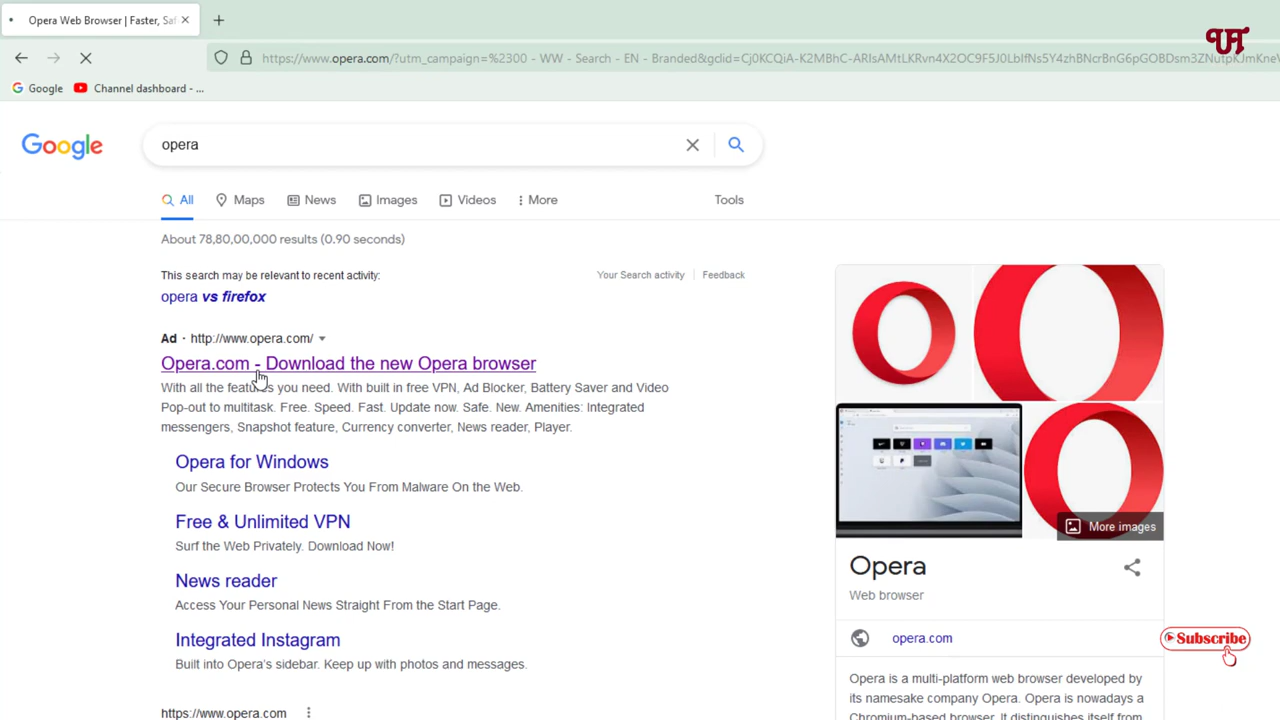 Opera Web Browser | Faster, Saf
UT
https://www.opera.com/?utm_campaign=%2300 - WW - Search - EN - Branded&gclid=Cj0KCQiA-K2MBhC-ARIsAMtLKRvn4X2OC9F5J0LbIfNs5Y4zhBNcrBnG6pGOBDsm3ZNutpKJmKneV
Google
Channel dashboard - ...
Google
opera
All
Maps
News
Images
Videos
More
Tools
About 78,80,00,000 results (0.90 seconds)
This search may be relevant to recent activity:
Your Search activity
Feedback
opera vs firefox
Ad · http://www.opera.com/
Opera.com - Download the new Opera browser
With all the features you need. With built in free VPN, Ad Blocker, Battery Saver and Video
Pop-out to multitask. Free. Speed. Fast. Update now. Safe. New. Amenities: Integrated
messengers, Snapshot feature, Currency converter, News reader, Player.
Opera for Windows
Our Secure Browser Protects You From Malware On the Web.
Free & Unlimited VPN
Surf the Web Privately. Download Now!
News reader
Access Your Personal News Straight From the Start Page.
Integrated Instagram
Built into Opera's sidebar. Keep up with photos and messages.
https://www.opera.com
More images
Opera
Web browser
opera.com
Subscribe
Opera is a multi-platform web browser developed by
its namesake company Opera. Opera is nowadays a
Chromium-based browser. It distinguishes itself from